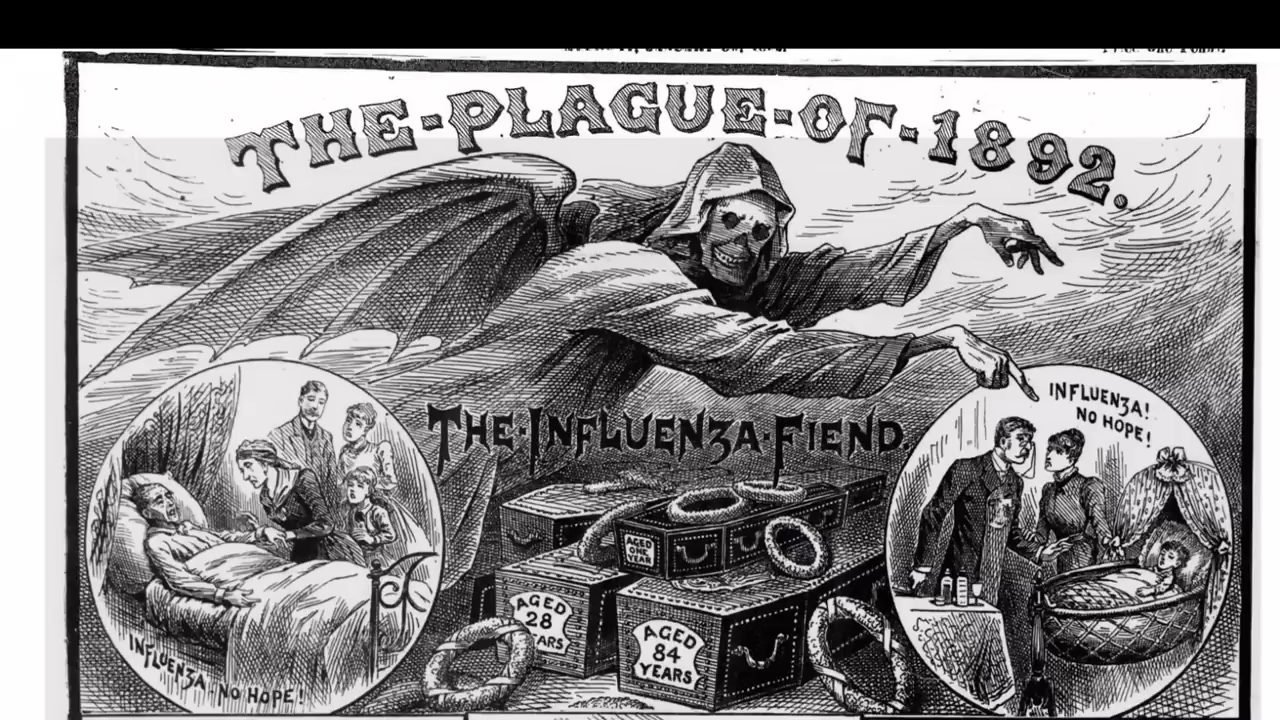 THE-PLAGUE-OF-1892.
THE·INFLUENZA·FIEND.
INFLUENZA!
NO HOPE!
AGED
ONE
YEAR
AGED
28
YEARS
AGED
84
YEARS
INFLUENZA NO HOPE!